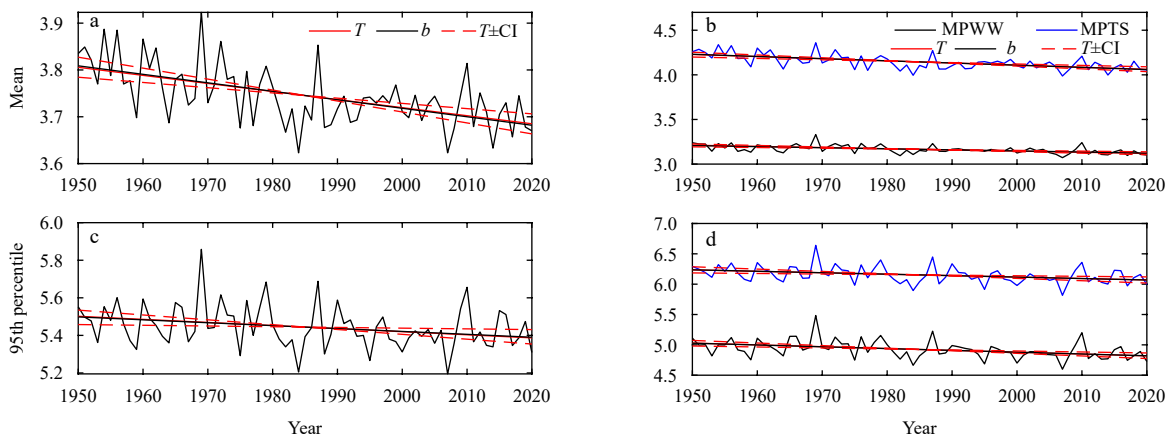 a
T b T±CI
Mean
3.9
3.8
3.7
3.6
1950 1960 1970 1980 1990 2000 2010 2020
b
MPWW MPTS
T b T±CI
4.5
4.0
3.5
3.0
1950 1960 1970 1980 1990 2000 2010 2020
c
95th percentile
6.0
5.8
5.6
5.4
5.2
1950 1960 1970 1980 1990 2000 2010 2020
Year
d
7.0
6.5
6.0
5.5
5.0
4.5
1950 1960 1970 1980 1990 2000 2010 2020
Year